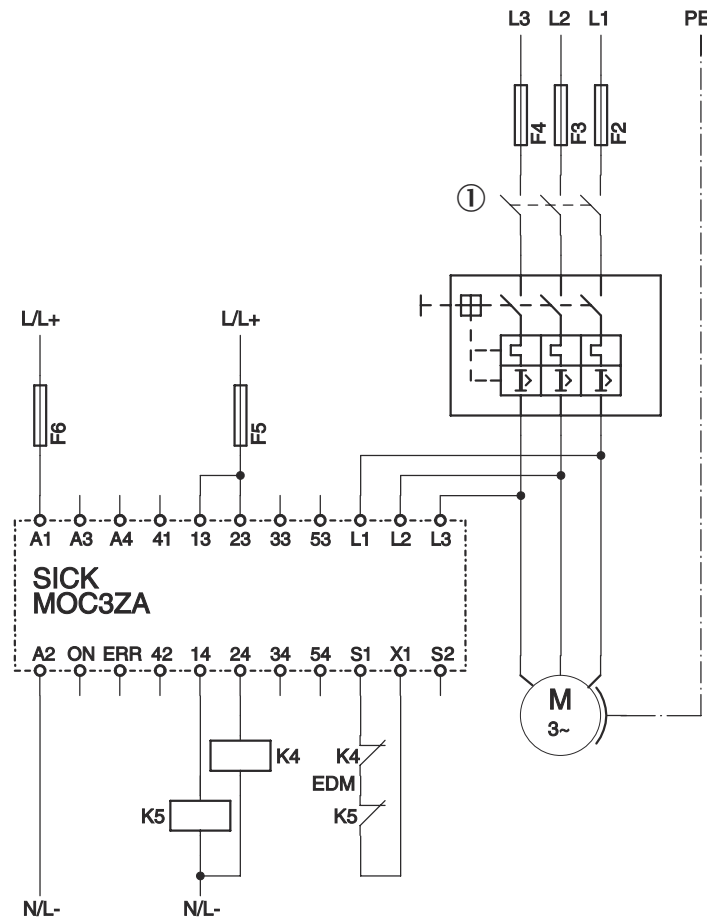 L3 L2 L1 PE
F4 F3 F2
①
L/L+ L/L+
F6 F5
A1 A3 A4 41 13 23 33 53 L1 L2 L3
SICK
MOC3ZA
A2 ON ERR 42 14 24 34 54 S1 X1 S2
M
3~
K4 K4
EDM
K5 K5
N/L- N/L-